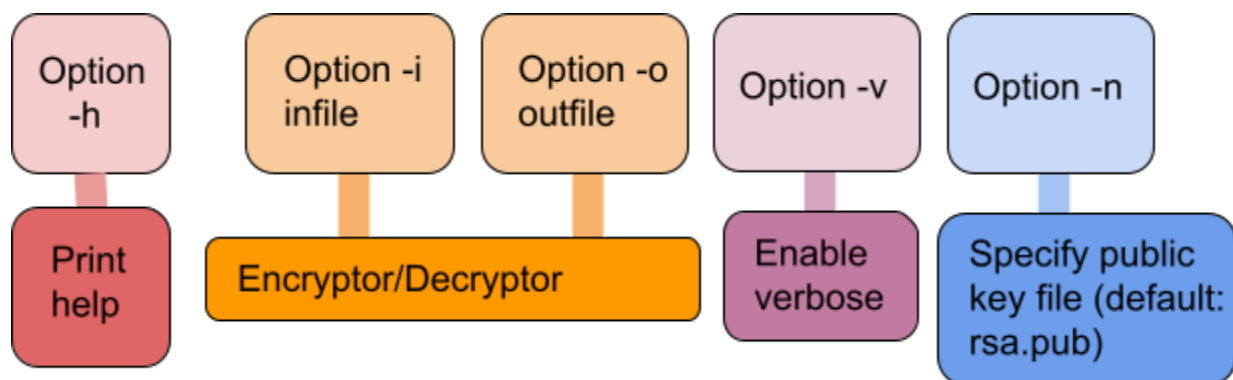 Option
-h
Option -i
infile
Option -o
outfile
Option -v
Option -n
Print
help
Encryptor/Decryptor
Enable
verbose
Specify public
key file (default:
rsa.pub)